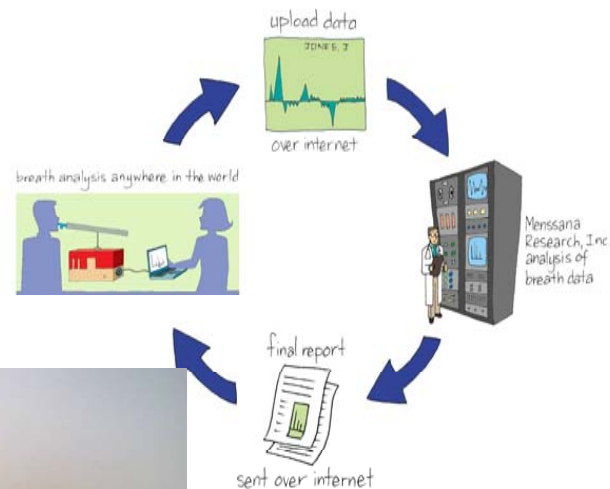 upload data
JONES, J
over internet
breath analysis anywhere in the world
Menssana
Research, Inc
analysis of
breath data
final report
sent over internet